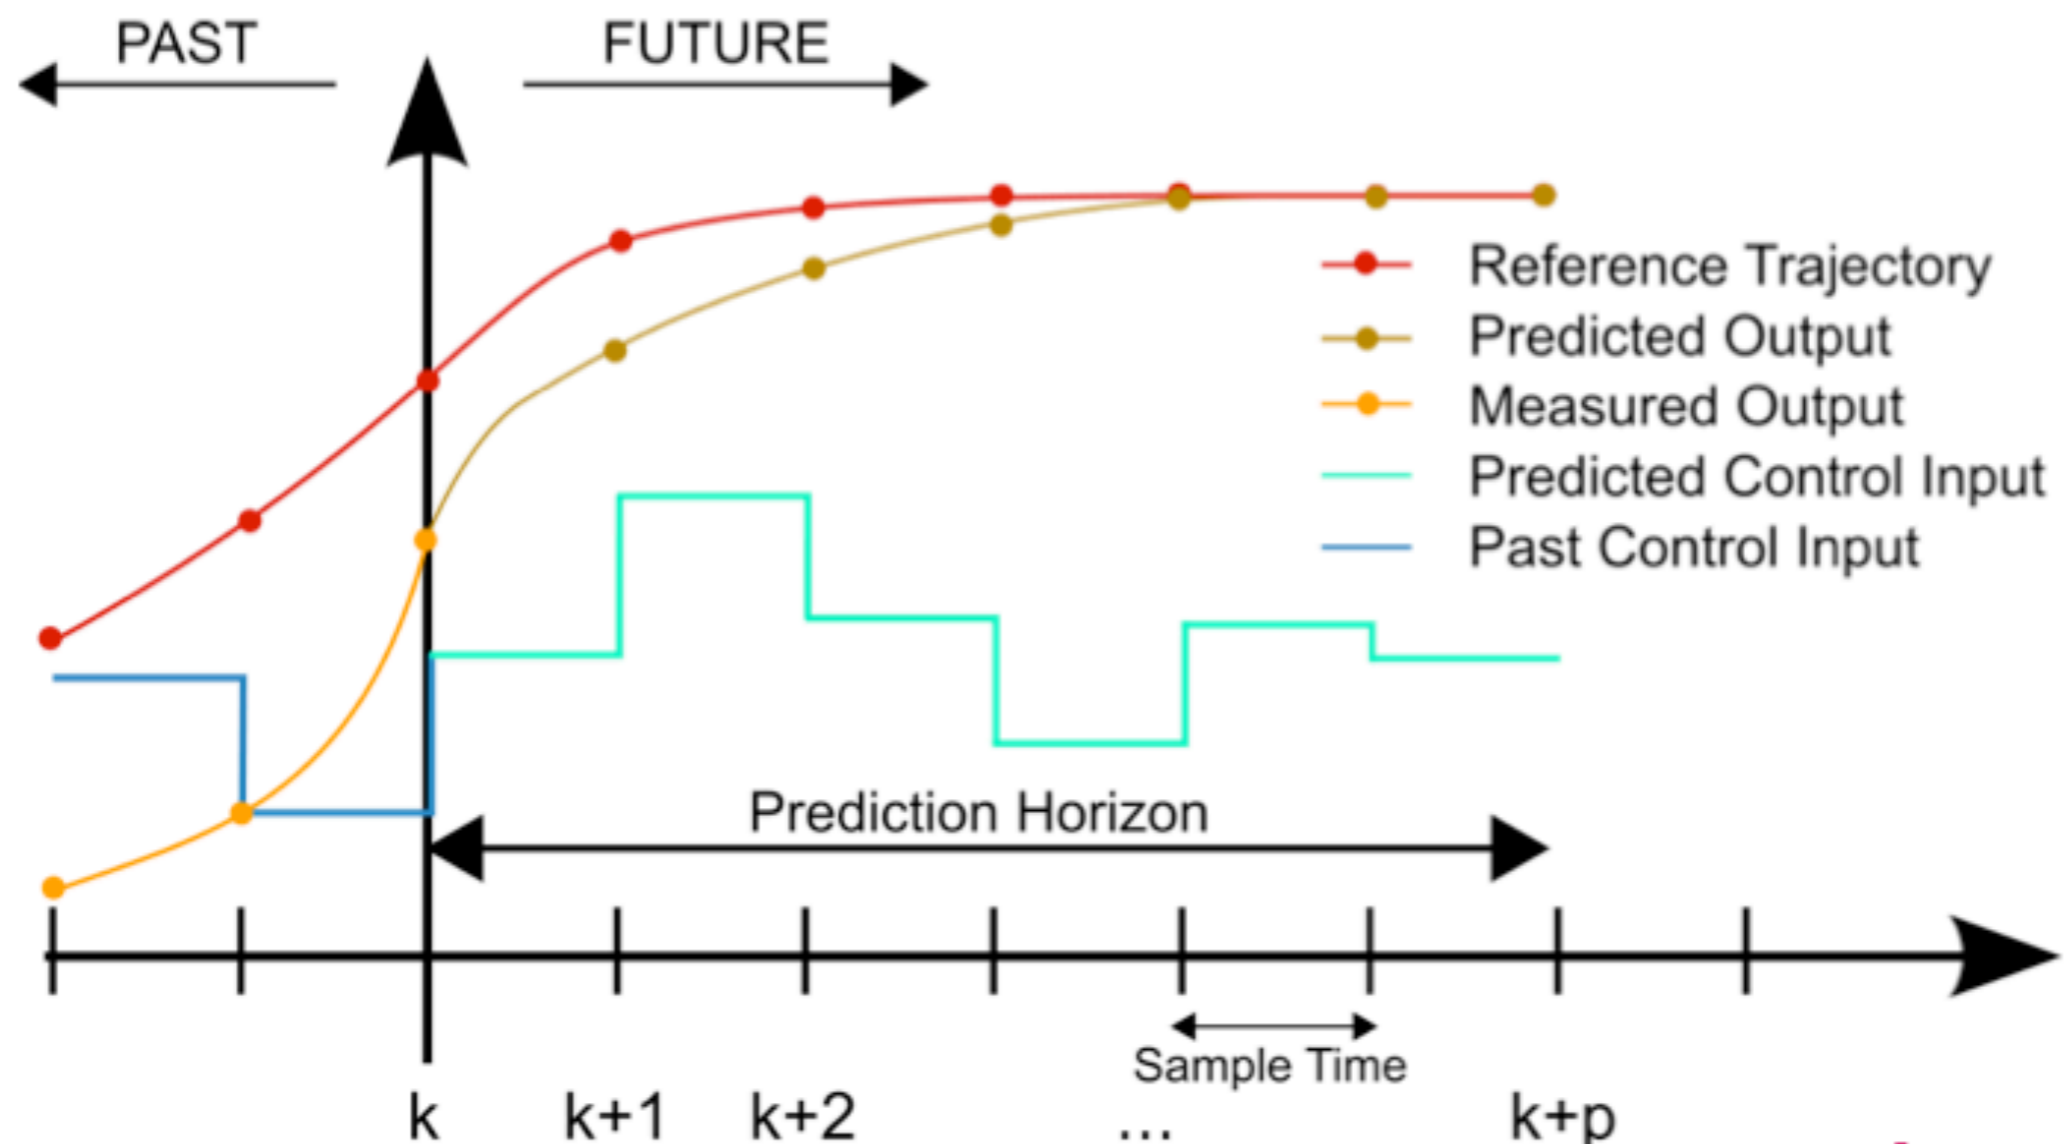 PAST
FUTURE
Reference Trajectory
Predicted Output
Measured Output
Predicted Control Input
Past Control Input
Prediction Horizon
Sample Time
k
k+1
k+2
...
k+p